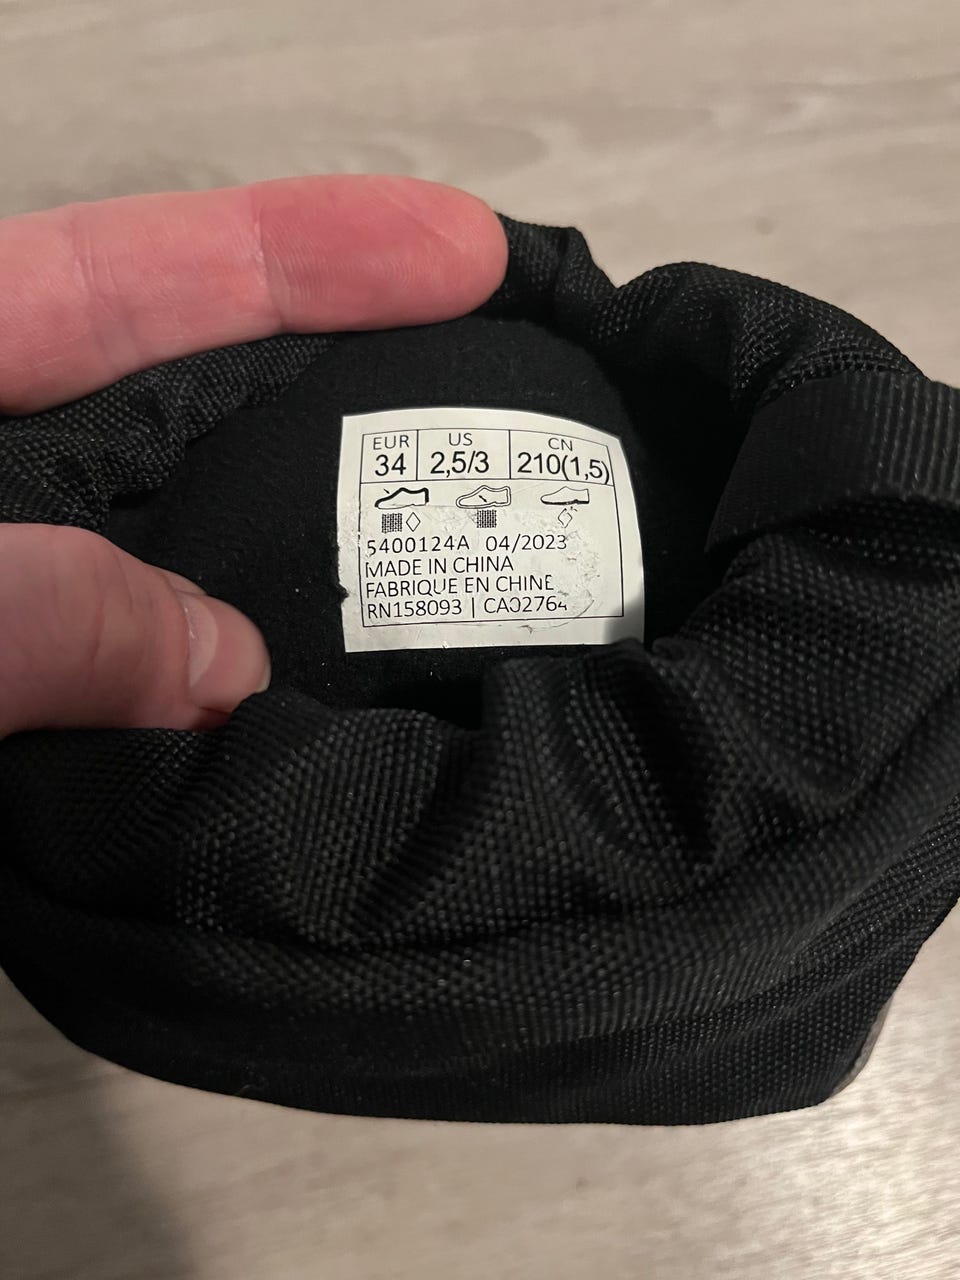 EUR US CN
34 2,5/3 210(1,5)
5400124A 04/2023
MADE IN CHINA
FABRIQUE EN CHINE
RN158093 | CA02764